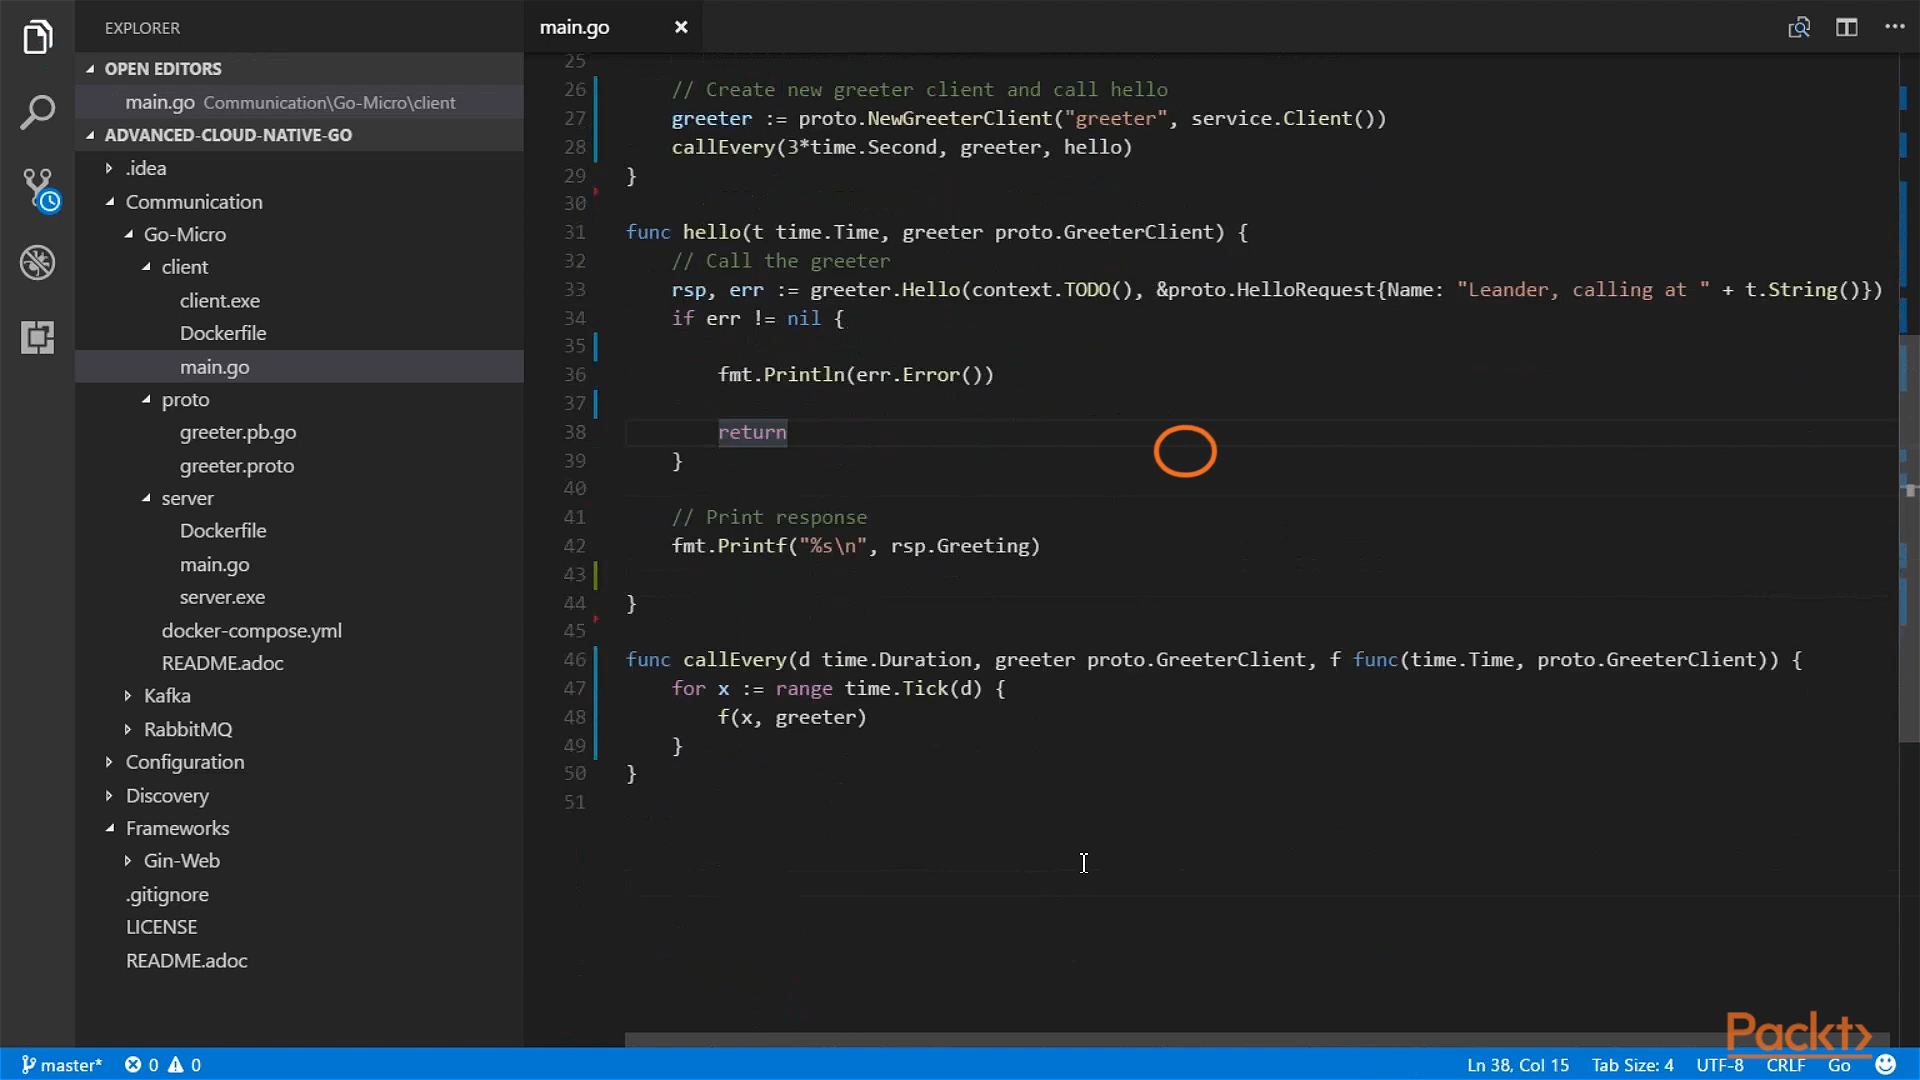 EXPLORER
OPEN EDITORS
main.go Communication\Go-Micro\client
ADVANCED-CLOUD-NATIVE-GO
.idea
Communication
Go-Micro
client
client.exe
Dockerfile
main.go
proto
greeter.pb.go
greeter.proto
server
Dockerfile
main.go
server.exe
docker-compose.yml
README.adoc
Kafka
RabbitMQ
Configuration
Discovery
Frameworks
Gin-Web
.gitignore
LICENSE
README.adoc
main.go
25
26 // Create new greeter client and call hello
27 greeter := proto.NewGreeterClient("greeter", service.Client())
28 callEvery(3*time.Second, greeter, hello)
29 }
30
31 func hello(t time.Time, greeter proto.GreeterClient) {
32 // Call the greeter
33 rsp, err := greeter.Hello(context.TODO(), &proto.HelloRequest{Name: "Leander, calling at " + t.String()})
34 if err != nil {
35
36 fmt.Println(err.Error())
37
38 return
39 }
40
41 // Print response
42 fmt.Printf("%s\n", rsp.Greeting)
43
44 }
45
46 func callEvery(d time.Duration, greeter proto.GreeterClient, f func(time.Time, proto.GreeterClient)) {
47 for x := range time.Tick(d) {
48 f(x, greeter)
49 }
50 }
51
Packt>
master* 0 0 Ln 38, Col 15 Tab Size: 4 UTF-8 CRLF Go